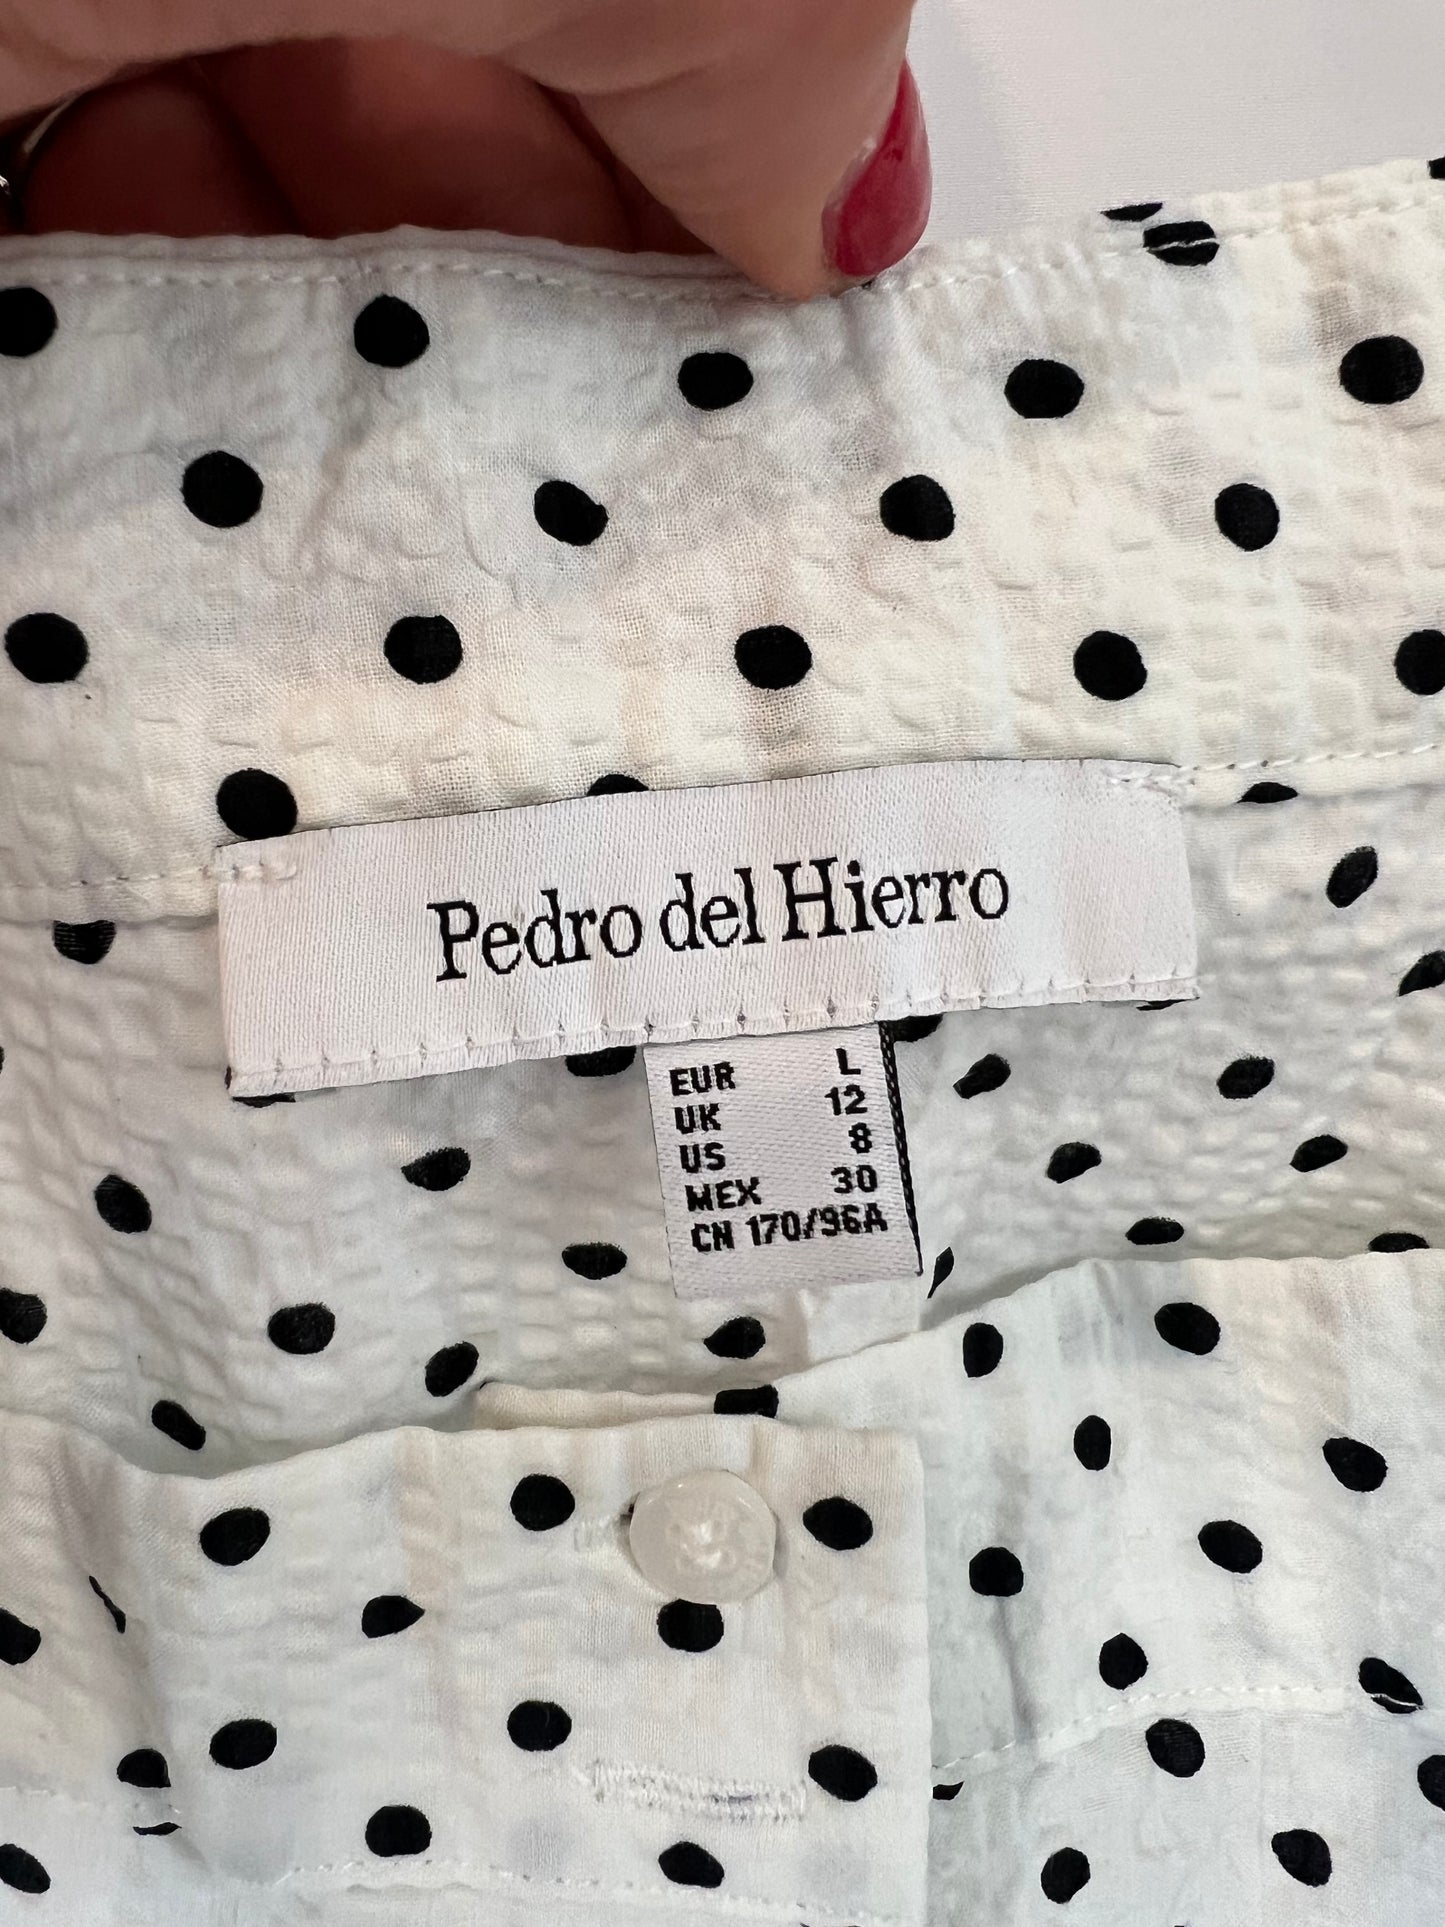 Pedro del Hierro
EUR L
UK 12
US 8
MEX 30
CN 170/96A